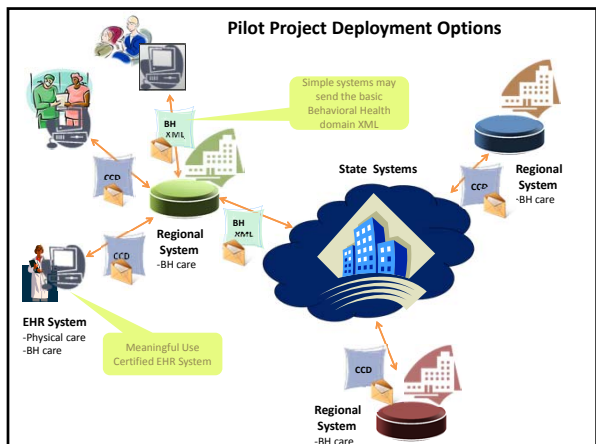 Pilot Project Deployment Options
Simple systems may
send the basic
Behavioral Health
domain XML
BH
XML
CCD
State Systems
CCD
Regional
System
-BH care
Regional
System
-BH care
BH
XML
CCD
EHR System
-Physical care
-BH care
Meaningful Use
Certified EHR System
CCD
Regional
System
-BH care